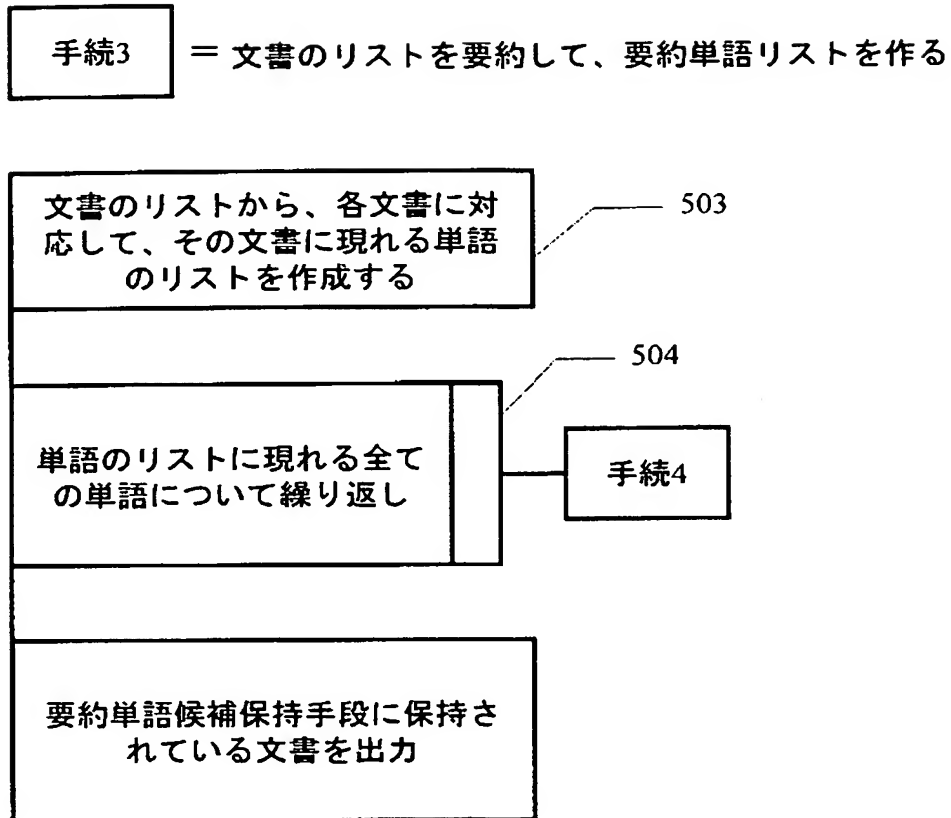 手続3 = 文書のリストを要約して、要約単語リストを作る
文書のリストから、各文書に対
応して、その文書に現れる単語
のリストを作成する
503
504
単語のリストに現れる全て
の単語について繰り返し
手続4
要約単語候補保持手段に保持さ
れている文書を出力